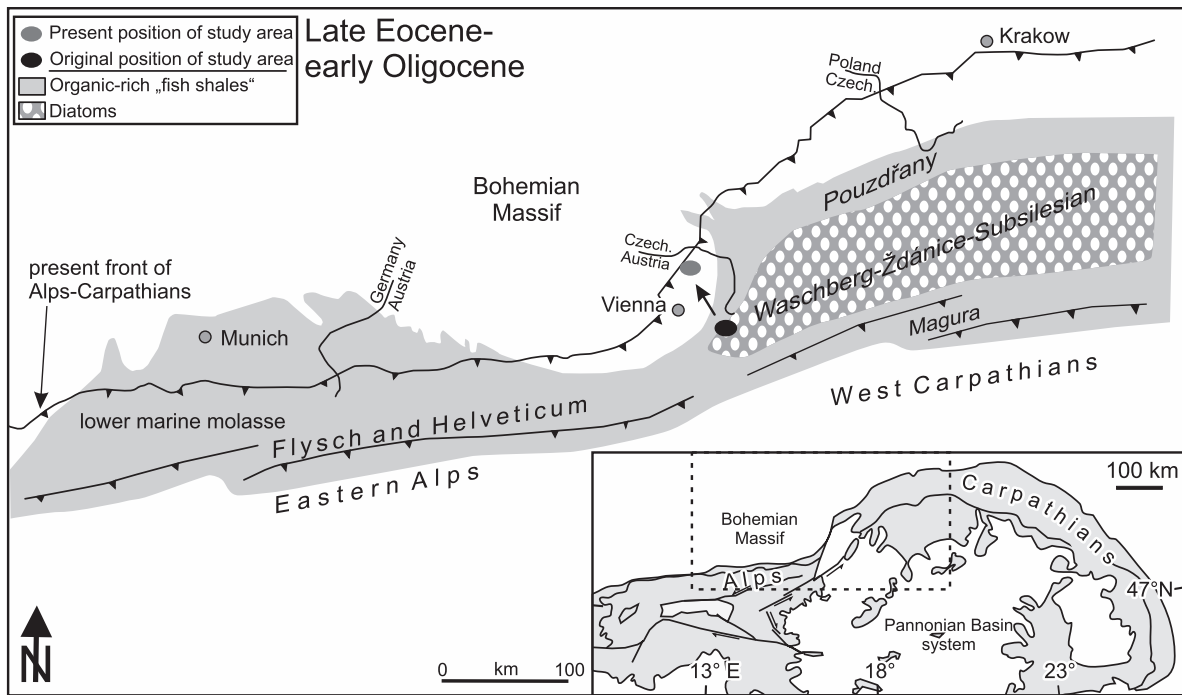 Present position of study area
Original position of study area
Organic-rich „fish shales“
Diatoms
Late Eocene-
early Oligocene
Krakow
Poland
Czech.
Bohemian
Massif
Pouzdřany
Waschberg-Ždánice-Subsilesian
Czech.
Austria
Germany
Austria
present front of
Alps-Carpathians
Vienna
Munich
Magura
West Carpathians
lower marine molasse
Flysch and Helveticum
Eastern Alps
N
0 km 100
100 km
Carpathians
Bohemian
Massif
Alps
47°N
Pannonian Basin
system
13° E 18° 23°